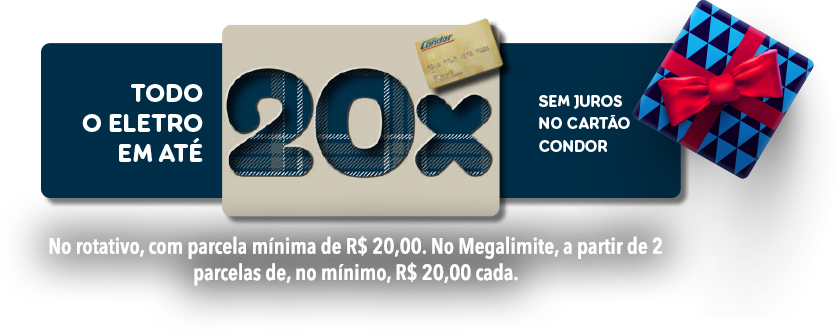 Condor
TODO
O ELETRO
EM ATÉ
20x
SEM JUROS
NO CARTÃO
CONDOR
No rotativo, com parcela mínima de R$ 20,00. No Megalimite, a partir de 2
parcelas de, no mínimo, R$ 20,00 cada.